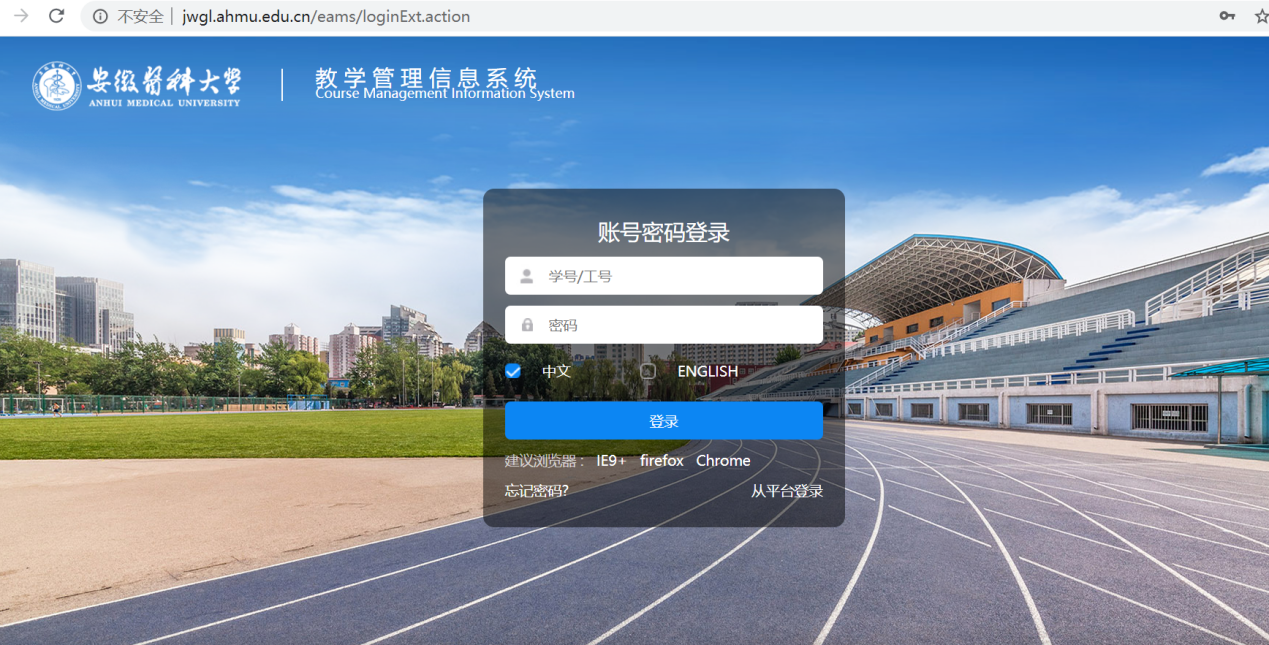 不安全 jwgl.ahmu.edu.cn/eams/loginExt.action
安徽医科大学
ANHUI MEDICAL UNIVERSITY
教学管理信息系统
Course Management Information System
账号密码登录
学号/工号
密码
中文 ENGLISH
登录
建议浏览器： IE9+ firefox Chrome
忘记密码? 从平台登录